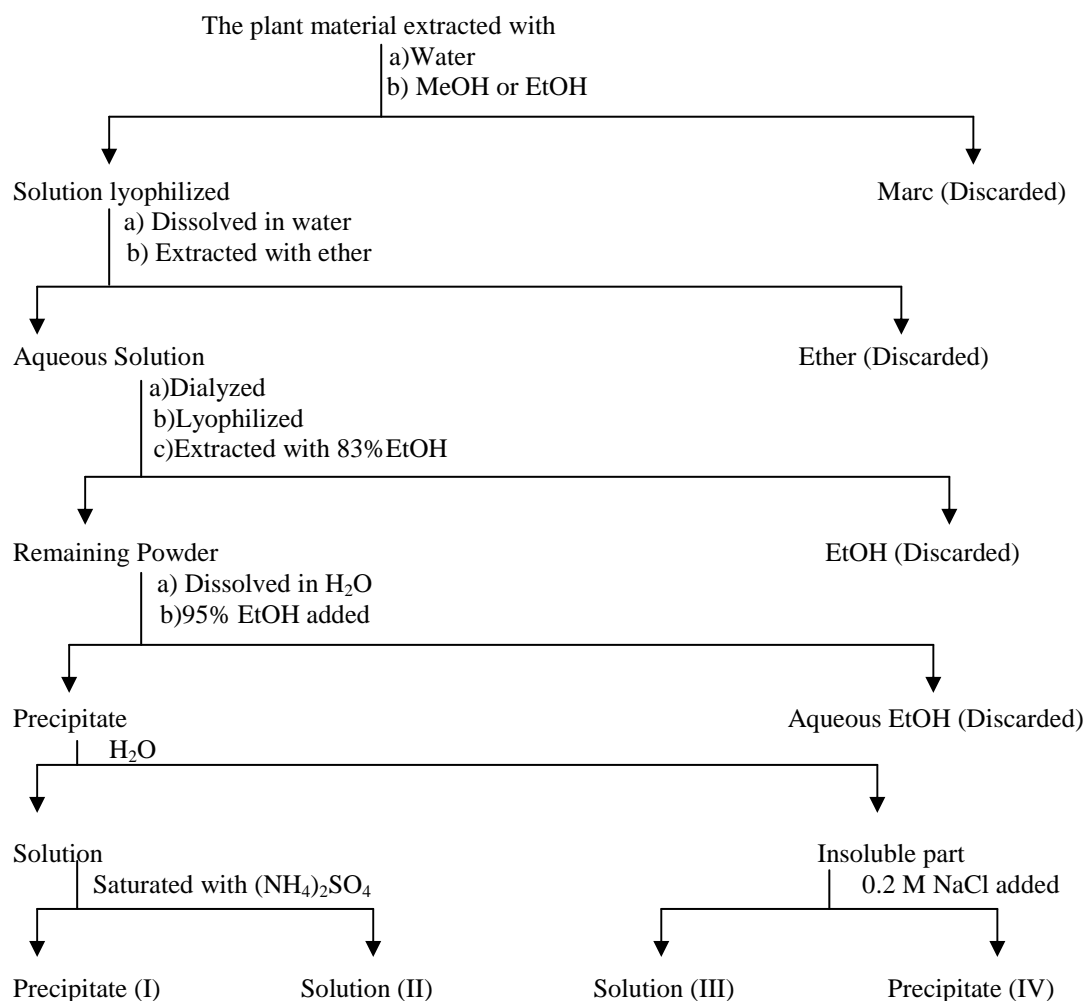 The plant material extracted with
a)Water
b) MeOH or EtOH
Solution lyophilized Marc (Discarded)
a) Dissolved in water
b) Extracted with ether
Aqueous Solution Ether (Discarded)
a)Dialyzed
b)Lyophilized
c)Extracted with 83%EtOH
Remaining Powder EtOH (Discarded)
a) Dissolved in H₂O
b)95% EtOH added
Precipitate Aqueous EtOH (Discarded)
H₂O
Solution Insoluble part
Saturated with (NH₄)₂SO₄ 0.2 M NaCl added
Precipitate (I) Solution (II) Solution (III) Precipitate (IV)